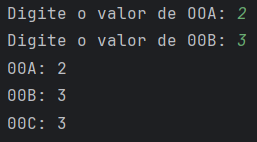 Digite o valor de 00A: 2
Digite o valor de 00B: 3
00A: 2
00B: 3
00C: 3